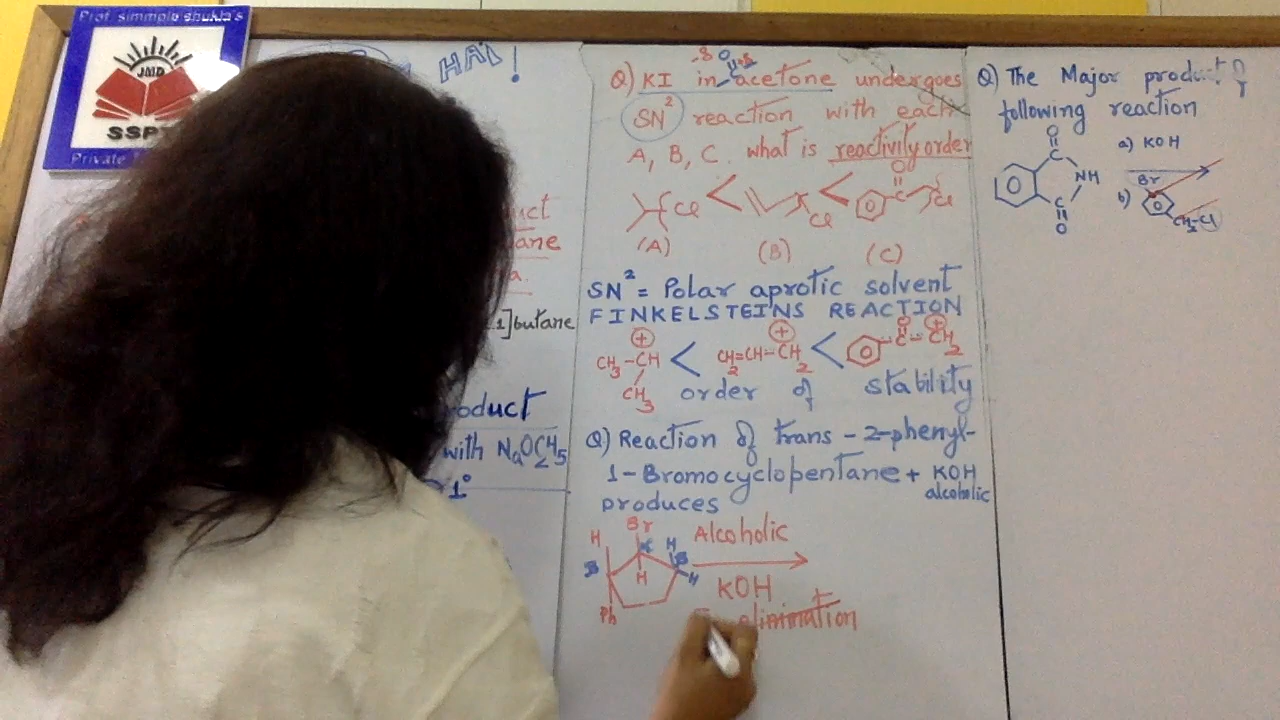 Prof. simmple shukla's
JMD
SSPT
Private
HAI !
uct
ane
a.
1]butane
oduct
with NaOC2H5
1°
Q) KI in acetone undergoes
SN2 reaction with each
A, B, C. what is reactivity order
Cl < Cl < O C Cl
(A) (B) (C)
SN2 = Polar aprotic solvent
FINKELSTEINS REACTION
CH3-CH < CH2=CH-CH2 < C-CH2
CH3 order of stability
Q) Reaction of trans-2-phenyl-
1-Bromocyclopentane + KOH
alcoholic
produces
H Br H H H Ph
Alcoholic
KOH
elimination
Q) The Major product of
following reaction
O C NH C O
a) KOH
b) Br CH2-Cl